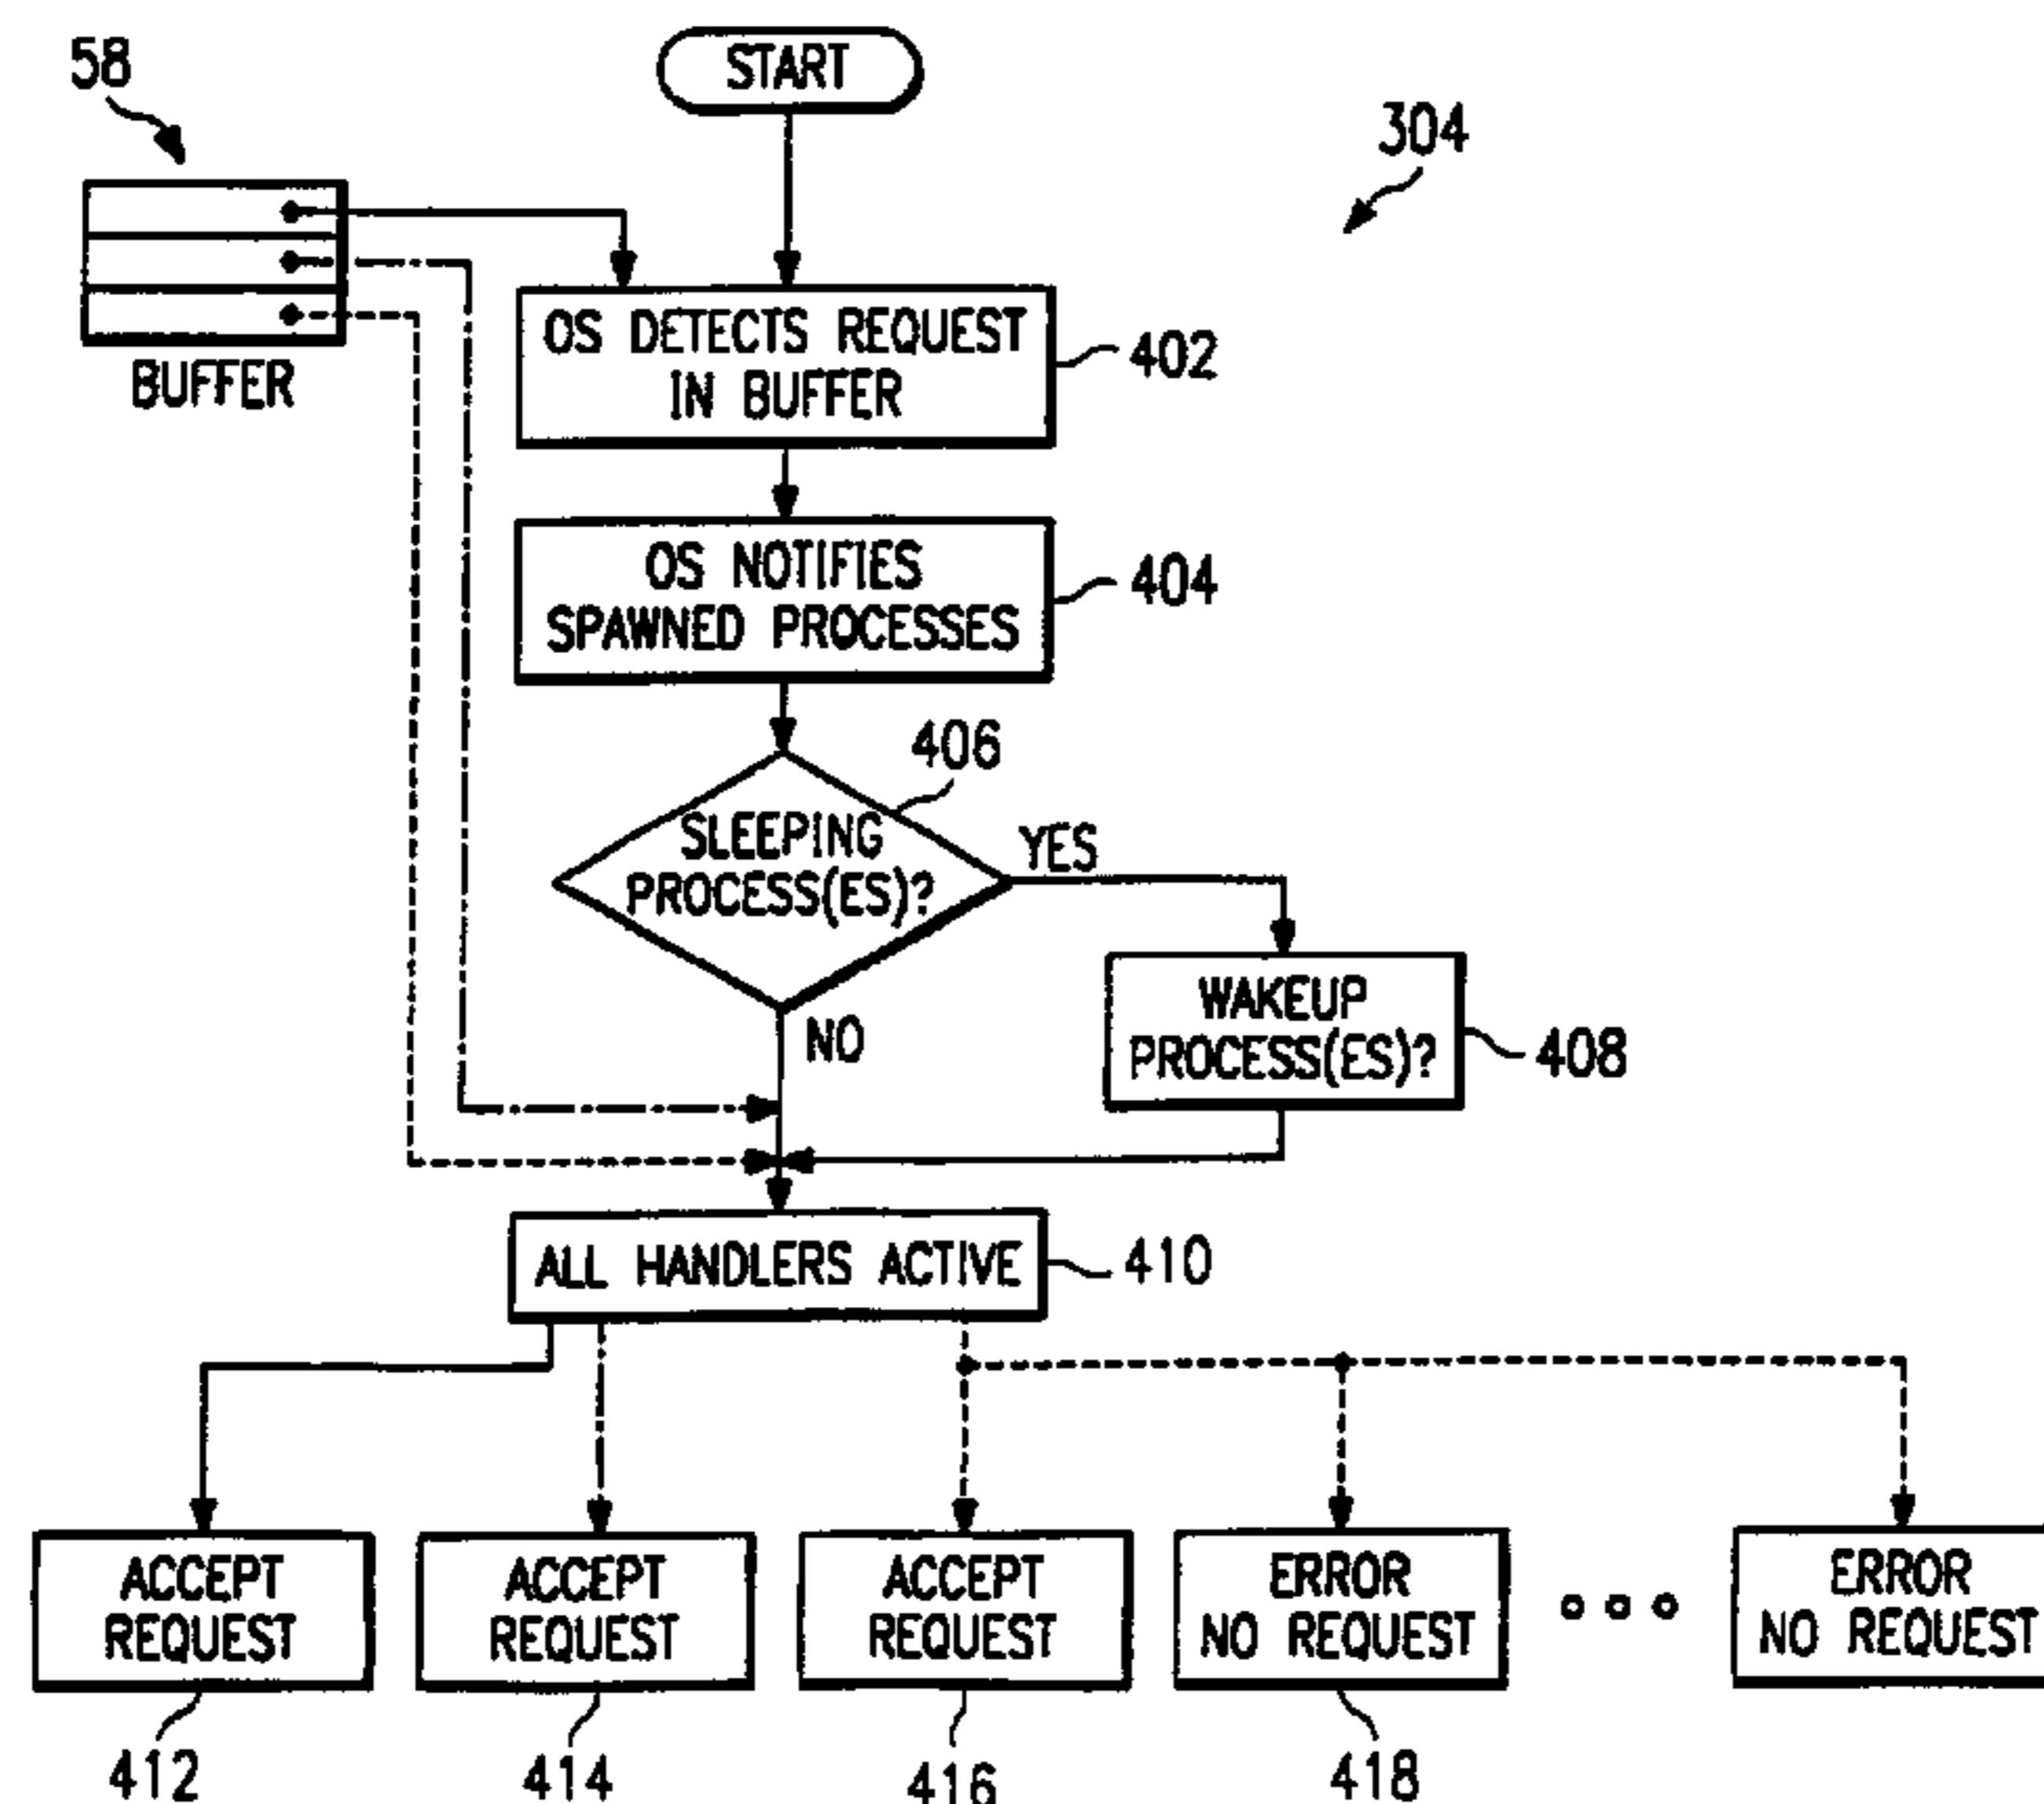 58
START
304
BUFFER
OS DETECTS REQUEST
IN BUFFER
402
OS NOTIFIES
SPAWNED PROCESSES
404
406
SLEEPING
PROCESS(ES)?
YES
NO
WAKEUP
PROCESS(ES)?
408
ALL HANDLERS ACTIVE
410
ACCEPT
REQUEST
ACCEPT
REQUEST
ACCEPT
REQUEST
ERROR
NO REQUEST
ERROR
NO REQUEST
412
414
416
418